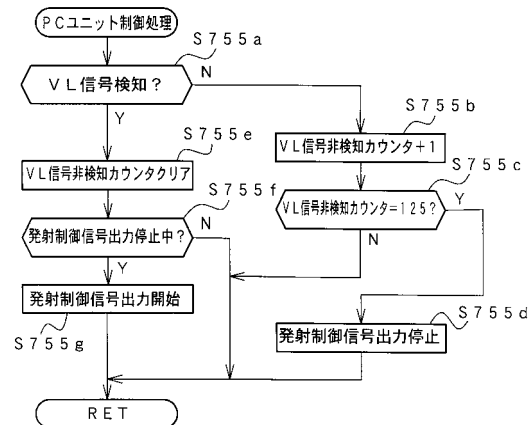 PCユニット制御処理
S755a
VL信号検知?
N
Y
S755b
VL信号非検知カウンタ+1
S755e
VL信号非検知カウンタクリア
S755c
VL信号非検知カウンタ=125?
Y
N
S755f
発射制御信号出力停止中?
N
Y
発射制御信号出力開始
S755g
S755d
発射制御信号出力停止
RET